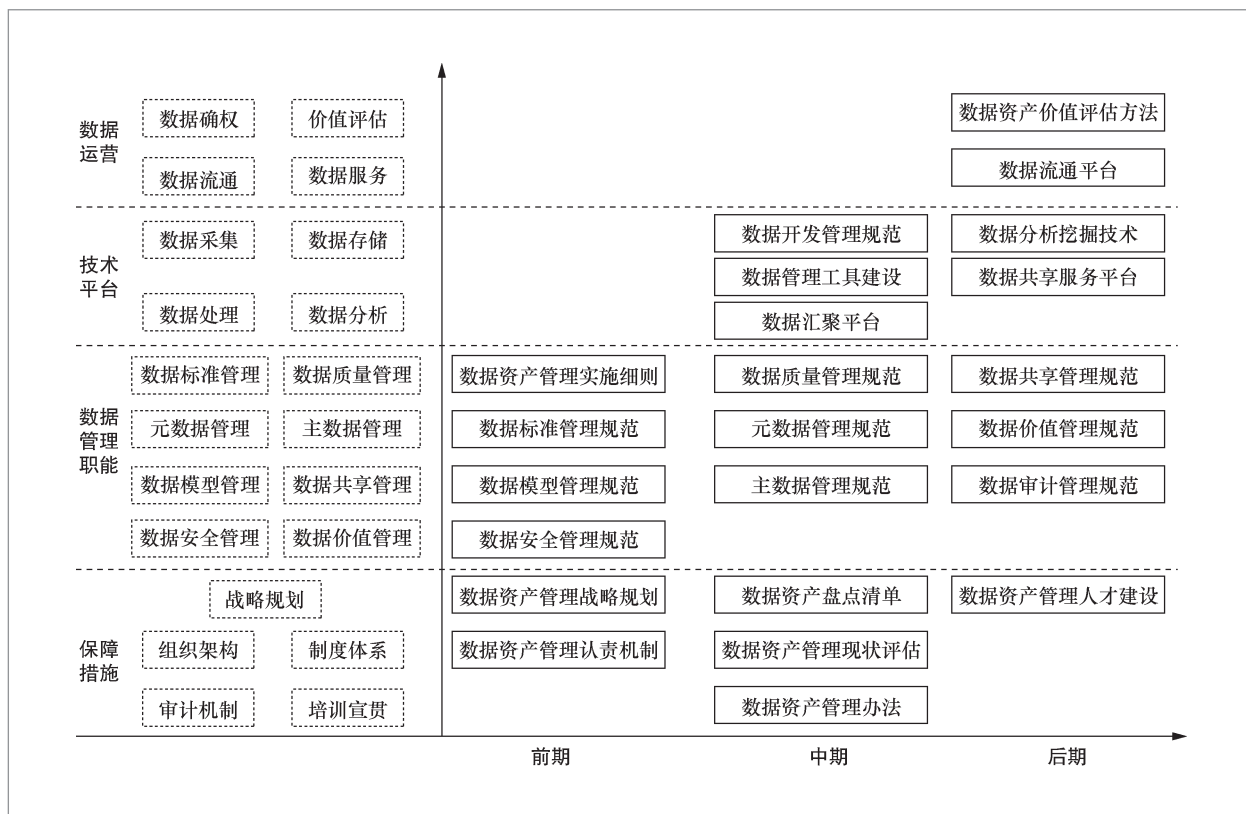 数据
运营
数据确权
价值评估
数据流通
数据服务
数据资产价值评估方法
数据流通平台
技术
平台
数据采集
数据存储
数据处理
数据分析
数据开发管理规范
数据管理工具建设
数据汇聚平台
数据分析挖掘技术
数据共享服务平台
数据
管理
职能
数据标准管理
数据质量管理
元数据管理
主数据管理
数据模型管理
数据共享管理
数据安全管理
数据价值管理
数据资产管理实施细则
数据标准管理规范
数据模型管理规范
数据安全管理规范
数据质量管理规范
元数据管理规范
主数据管理规范
数据共享管理规范
数据价值管理规范
数据审计管理规范
保障
措施
战略规划
组织架构
制度体系
审计机制
培训宣贯
数据资产管理战略规划
数据资产管理认责机制
数据资产盘点清单
数据资产管理现状评估
数据资产管理办法
数据资产管理人才建设
前期
中期
后期